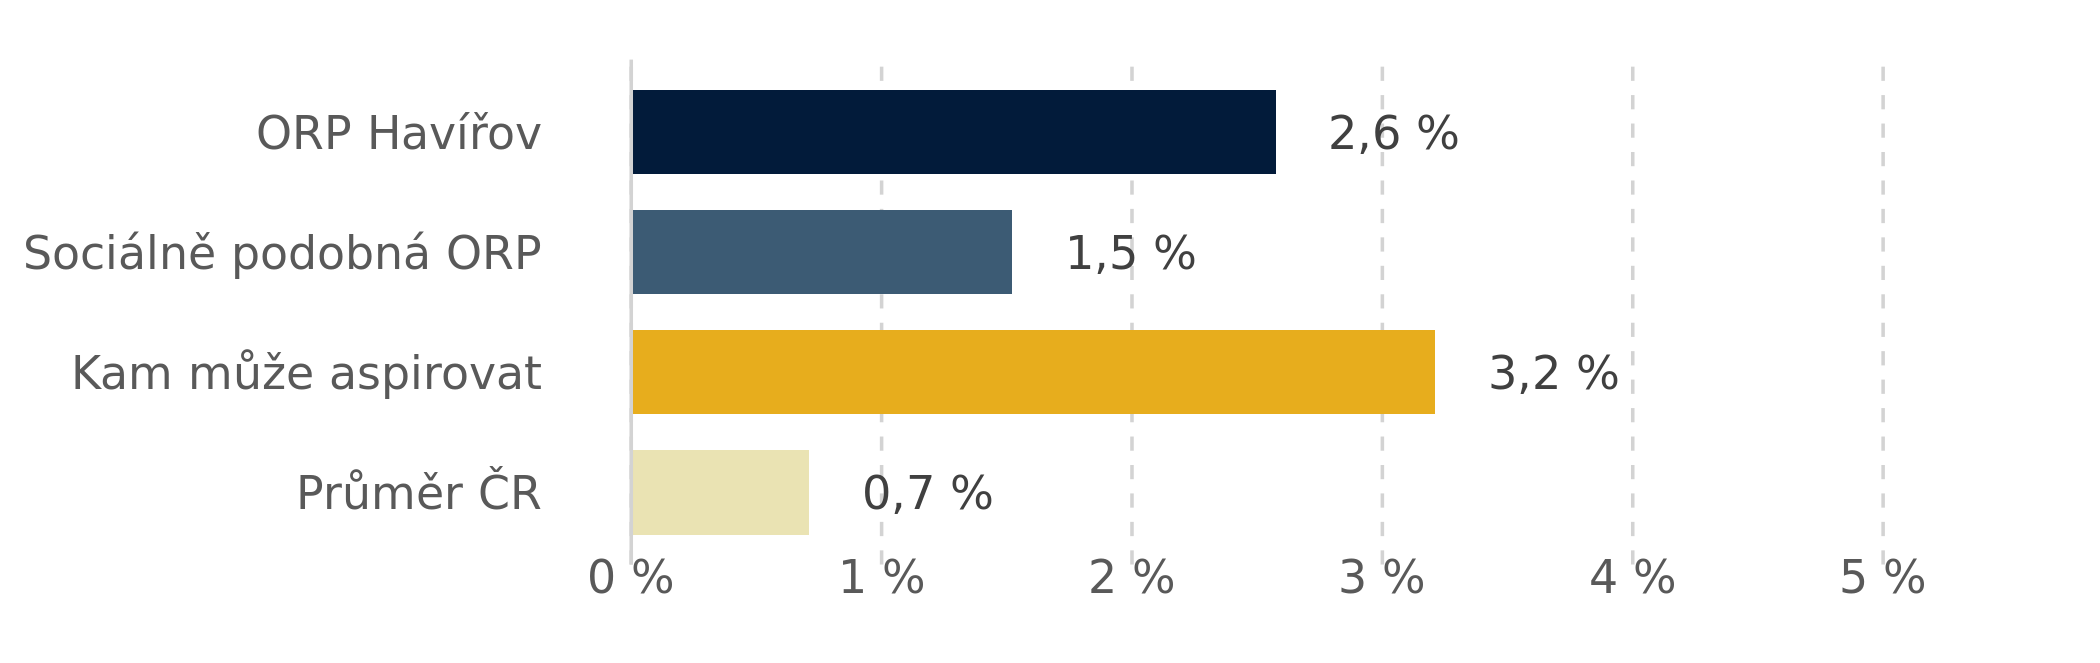 ORP Havířov 2,6 %
Sociálně podobná ORP 1,5 %
Kam může aspirovat 3,2 %
Průměr ČR 0,7 %
0 % 1 % 2 % 3 % 4 % 5 %